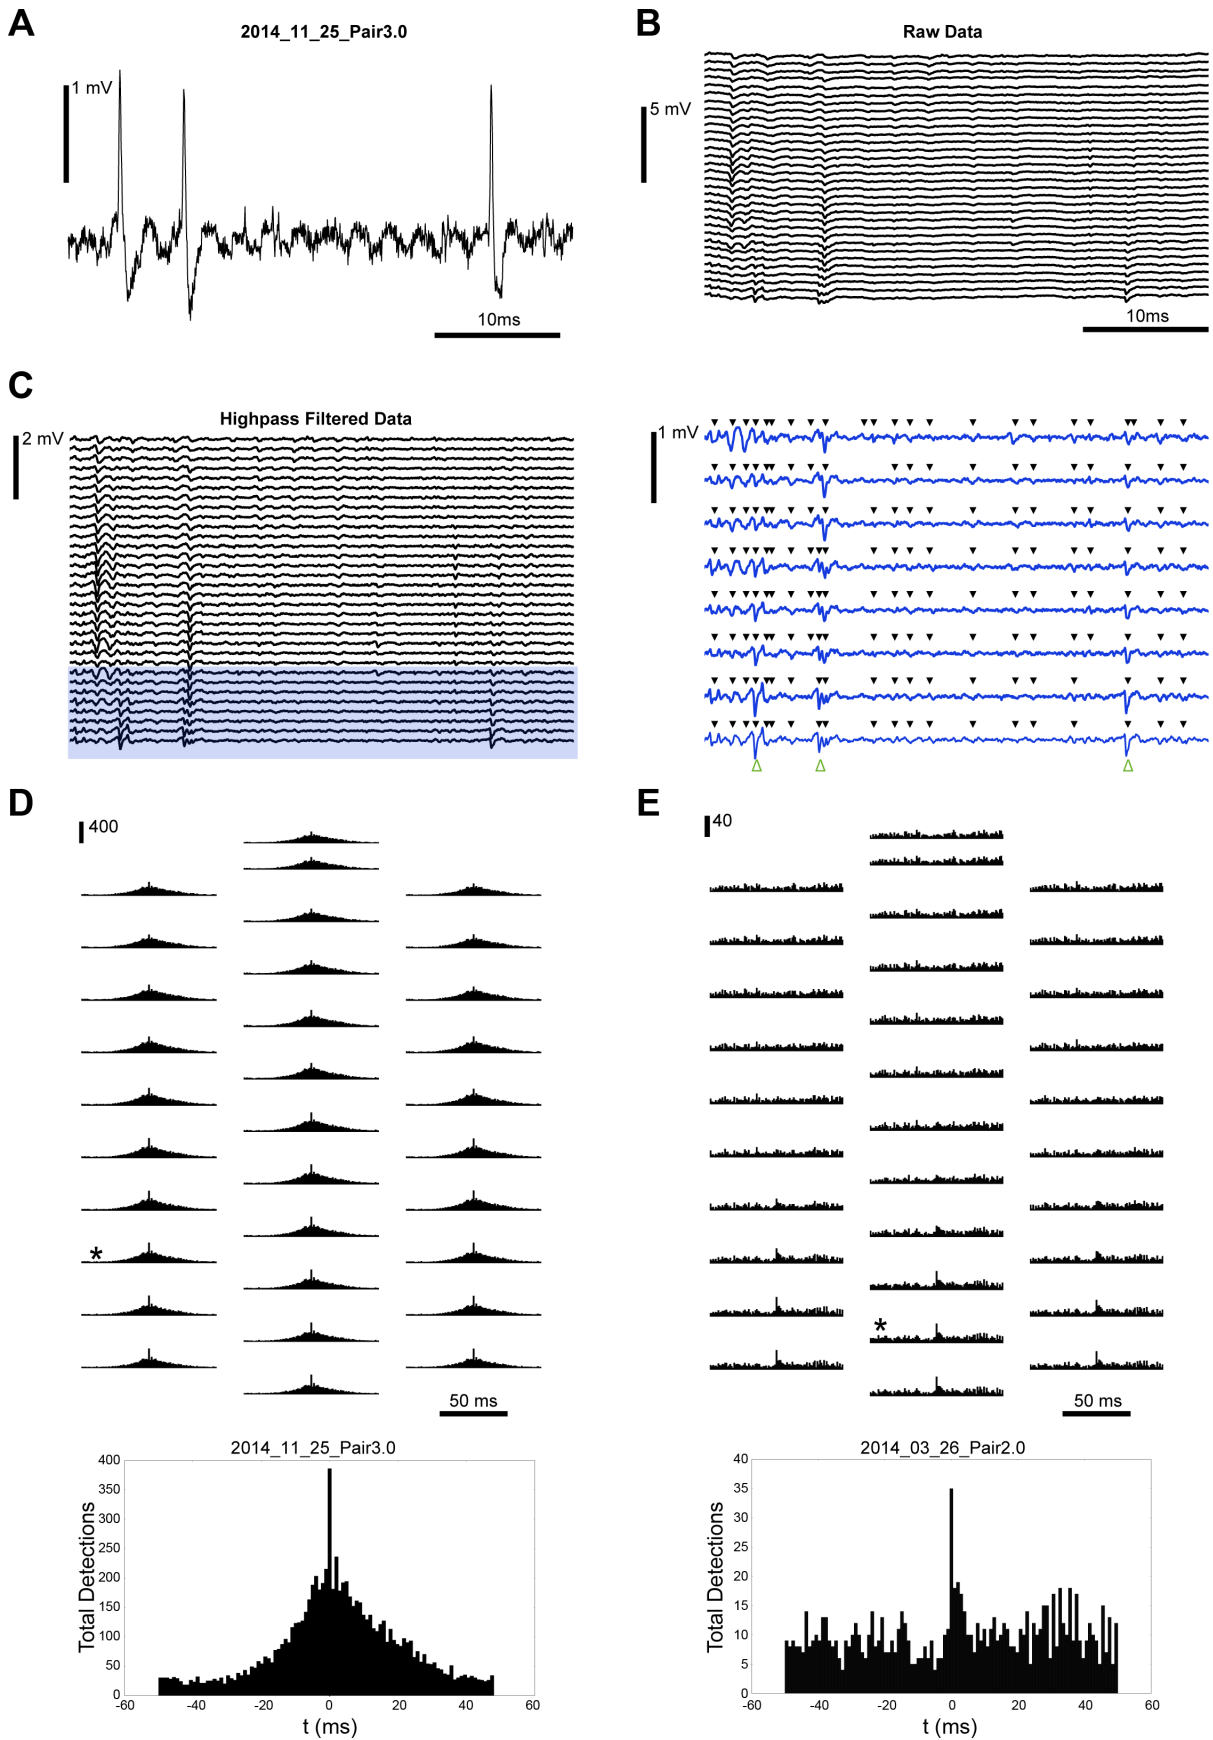 A
2014_11_25_Pair3.0
1 mV
10ms
B
Raw Data
5 mV
10ms
C
Highpass Filtered Data
2 mV
1 mV
D
400
*
50 ms
2014_11_25_Pair3.0
Total Detections
400
350
300
250
200
150
100
50
0
-60 -40 -20 0 20 40 60
t (ms)
E
40
*
50 ms
2014_03_26_Pair2.0
Total Detections
40
35
30
25
20
15
10
5
0
-60 -40 -20 0 20 40 60
t (ms)